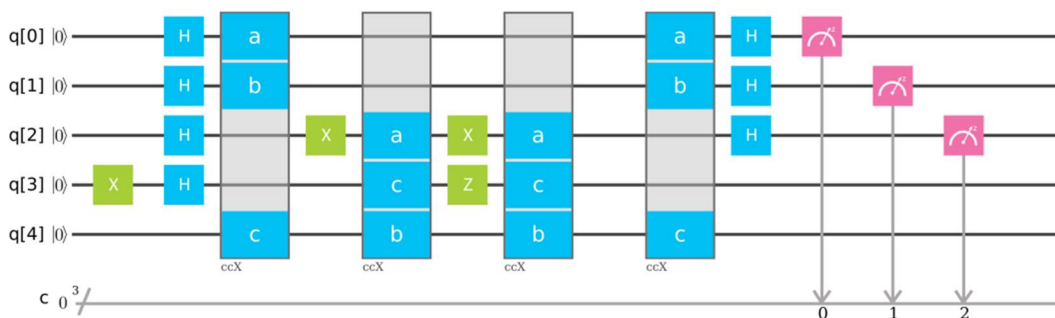 q[0] |0⟩ H a a H z
q[1] |0⟩ H b b H z
q[2] |0⟩ H X a X a H z
q[3] |0⟩ X H c Z c
q[4] |0⟩ c b b c
ccX ccX ccX ccX
c 0 3
0 1 2